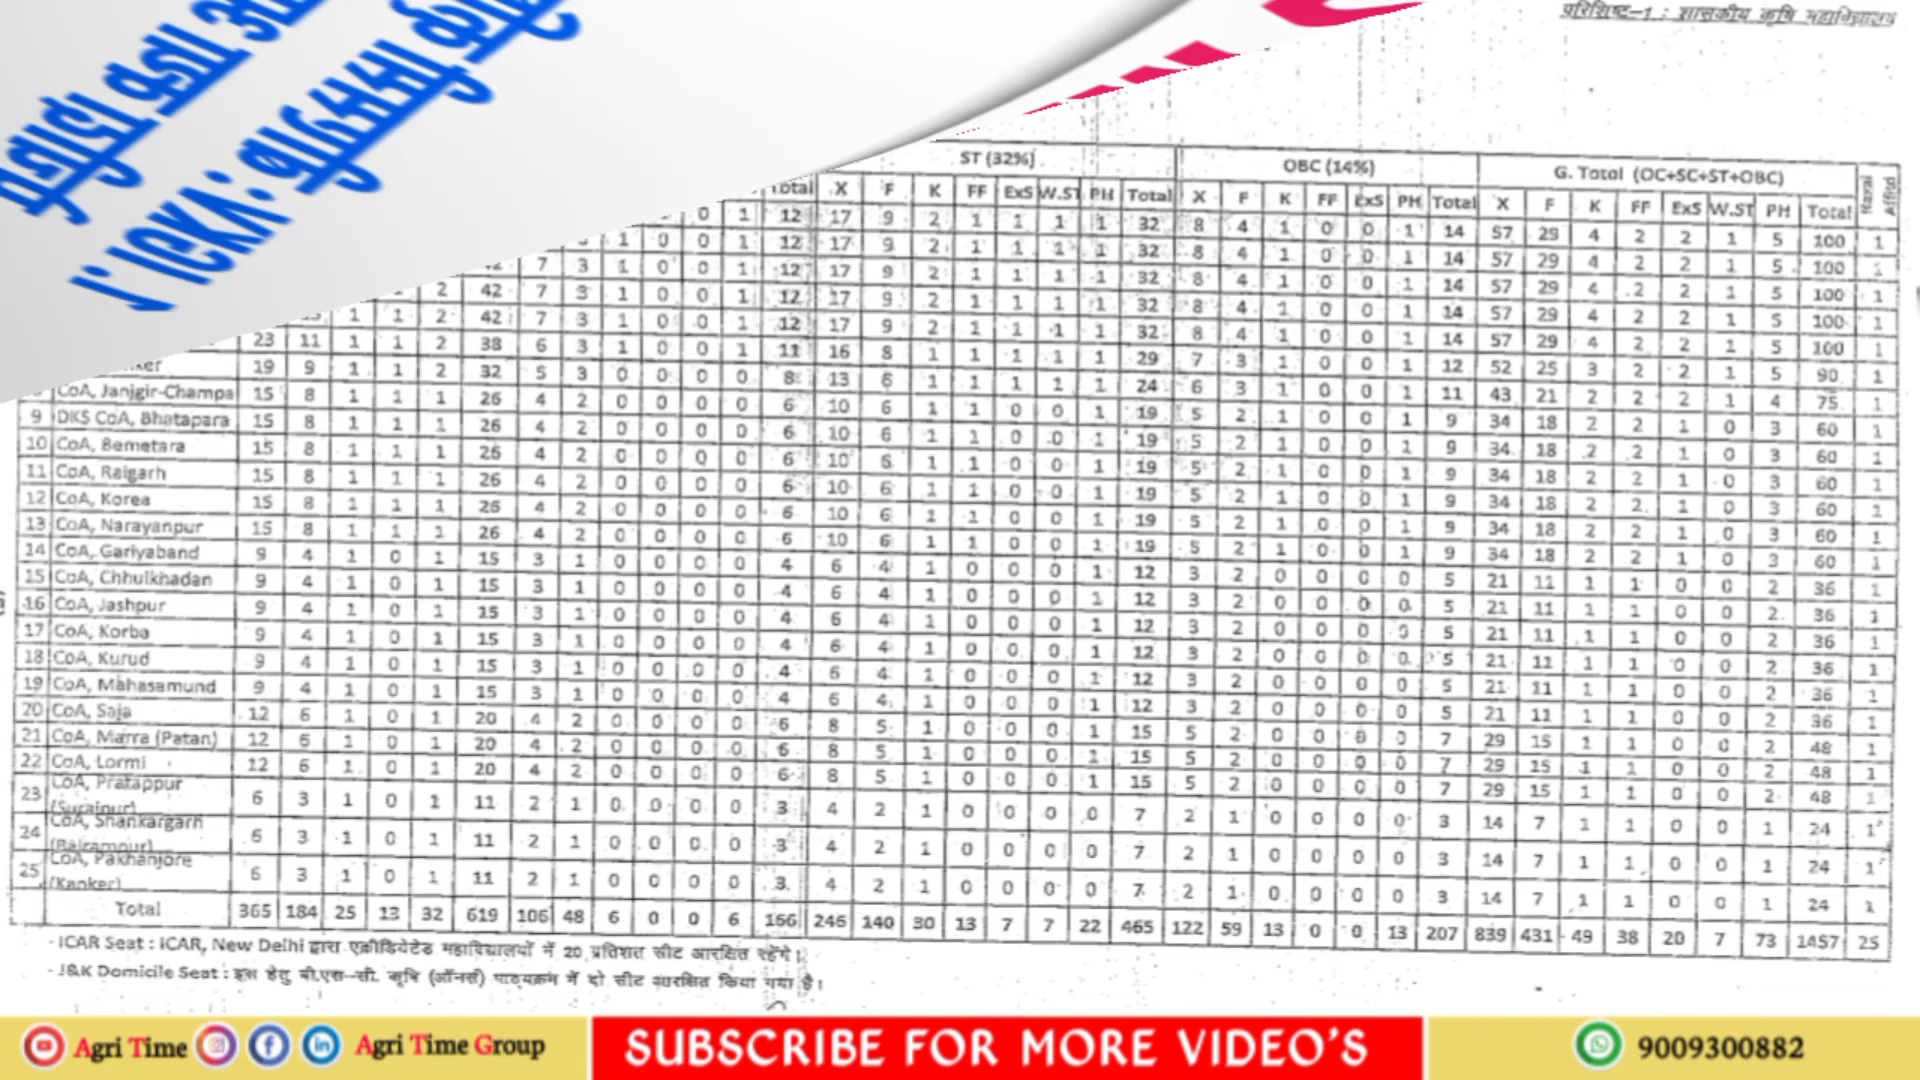 परिशिष्ट–1 : शासकीय कृषि महाविद्यालय
ST (32%) OBC (14%) G. Total (OC+SC+ST+OBC)
Total X F K FF ExS W.ST PH Total X F K FF ExS PH Total X F K FF ExS W.ST PH Total
0 1 12 17 9 2 1 1 1 1 32 8 4 1 0 0 1 14 57 29 4 2 2 1 5 100 1
1 0 0 1 12 17 9 2 1 1 1 1 32 8 4 1 0 0 1 14 57 29 4 2 2 1 5 100 1
7 3 1 0 0 1 12 17 9 2 1 1 1 1 32 8 4 1 0 0 1 14 57 29 4 2 2 1 5 100 1
1 2 42 7 3 1 0 0 1 12 17 9 2 1 1 1 1 32 8 4 1 0 0 1 14 57 29 4 2 2 1 5 100 1
1 1 2 42 7 3 1 0 0 1 12 17 9 2 1 1 1 1 32 8 4 1 0 0 1 14 57 29 4 2 2 1 5 100 1
23 11 1 1 2 38 6 3 1 0 0 1 11 16 8 1 1 1 1 1 29 7 3 1 0 0 1 12 52 25 3 2 2 1 5 90 1
19 9 1 1 2 32 5 3 0 0 0 0 8 13 6 1 1 1 1 1 24 6 3 1 0 0 1 11 43 21 2 2 2 1 4 75 1
CoA, Janjgir-Champa 15 8 1 1 1 26 4 2 0 0 0 0 6 10 6 1 1 0 0 1 19 5 2 1 0 0 1 9 34 18 2 2 1 0 3 60 1
9 DKS CoA, Bhatapara 15 8 1 1 1 26 4 2 0 0 0 0 6 10 6 1 1 0 0 1 19 5 2 1 0 0 1 9 34 18 2 2 1 0 3 60 1
10 CoA, Bemetara 15 8 1 1 1 26 4 2 0 0 0 0 6 10 6 1 1 0 0 1 19 5 2 1 0 0 1 9 34 18 2 2 1 0 3 60 1
11 CoA, Raigarh 15 8 1 1 1 26 4 2 0 0 0 0 6 10 6 1 1 0 0 1 19 5 2 1 0 0 1 9 34 18 2 2 1 0 3 60 1
12 CoA, Korea 15 8 1 1 1 26 4 2 0 0 0 0 6 10 6 1 1 0 0 1 19 5 2 1 0 0 1 9 34 18 2 2 1 0 3 60 1
13 CoA, Narayanpur 15 8 1 1 1 26 4 2 0 0 0 0 6 10 6 1 1 0 0 1 19 5 2 1 0 0 1 9 34 18 2 2 1 0 3 60 1
14 CoA, Gariyaband 9 4 1 0 1 15 3 1 0 0 0 0 4 6 4 1 0 0 0 1 12 3 2 0 0 0 0 5 21 11 1 1 0 0 2 36 1
15 CoA, Chhuikhadan 9 4 1 0 1 15 3 1 0 0 0 0 4 6 4 1 0 0 0 1 12 3 2 0 0 0 0 5 21 11 1 1 0 0 2 36 1
16 CoA, Jashpur 9 4 1 0 1 15 3 1 0 0 0 0 4 6 4 1 0 0 0 1 12 3 2 0 0 0 0 5 21 11 1 1 0 0 2 36 1
17 CoA, Korba 9 4 1 0 1 15 3 1 0 0 0 0 4 6 4 1 0 0 0 1 12 3 2 0 0 0 0 5 21 11 1 1 0 0 2 36 1
18 CoA, Kurud 9 4 1 0 1 15 3 1 0 0 0 0 4 6 4 1 0 0 0 1 12 3 2 0 0 0 0 5 21 11 1 1 0 0 2 36 1
19 CoA, Mahasamund 9 4 1 0 1 15 3 1 0 0 0 0 4 6 4 1 0 0 0 1 12 3 2 0 0 0 0 5 21 11 1 1 0 0 2 36 1
20 CoA, Saja 12 6 1 0 1 20 4 2 0 0 0 0 6 8 5 1 0 0 0 1 15 5 2 0 0 0 0 7 29 15 1 1 0 0 2 48 1
21 CoA, Marra (Patan) 12 6 1 0 1 20 4 2 0 0 0 0 6 8 5 1 0 0 0 1 15 5 2 0 0 0 0 7 29 15 1 1 0 0 2 48 1
22 CoA, Lormi 12 6 1 0 1 20 4 2 0 0 0 0 6 8 5 1 0 0 0 1 15 5 2 0 0 0 0 7 29 15 1 1 0 0 2 48 1
23 CoA, Pratappur (Surajpur) 6 3 1 0 1 11 2 1 0 0 0 0 3 4 2 1 0 0 0 0 7 2 1 0 0 0 0 3 14 7 1 1 0 0 1 24 1
24 CoA, Shankargarh (Balrampur) 6 3 1 0 1 11 2 1 0 0 0 0 3 4 2 1 0 0 0 0 7 2 1 0 0 0 0 3 14 7 1 1 0 0 1 24 1
25 CoA, Pakhanjore (Kanker) 6 3 1 0 1 11 2 1 0 0 0 0 3 4 2 1 0 0 0 0 7 2 1 0 0 0 0 3 14 7 1 1 0 0 1 24 1
Total 365 184 25 13 32 619 106 48 6 0 0 6 166 246 140 30 13 7 7 22 465 122 59 13 0 0 13 207 839 431 49 38 20 7 73 1457 25
- ICAR Seat : ICAR, New Delhi द्वारा एक्रीडियेटेड महाविद्यालयों में 20 प्रतिशत सीट आरक्षित रहेंगे।
- J&K Domicile Seat : इस हेतु बी.एस–सी. कृषि (ऑनर्स) पाठ्यक्रम में दो सीट आरक्षित किया गया है।
Agri Time Agri Time Group SUBSCRIBE FOR MORE VIDEO'S 9009300882